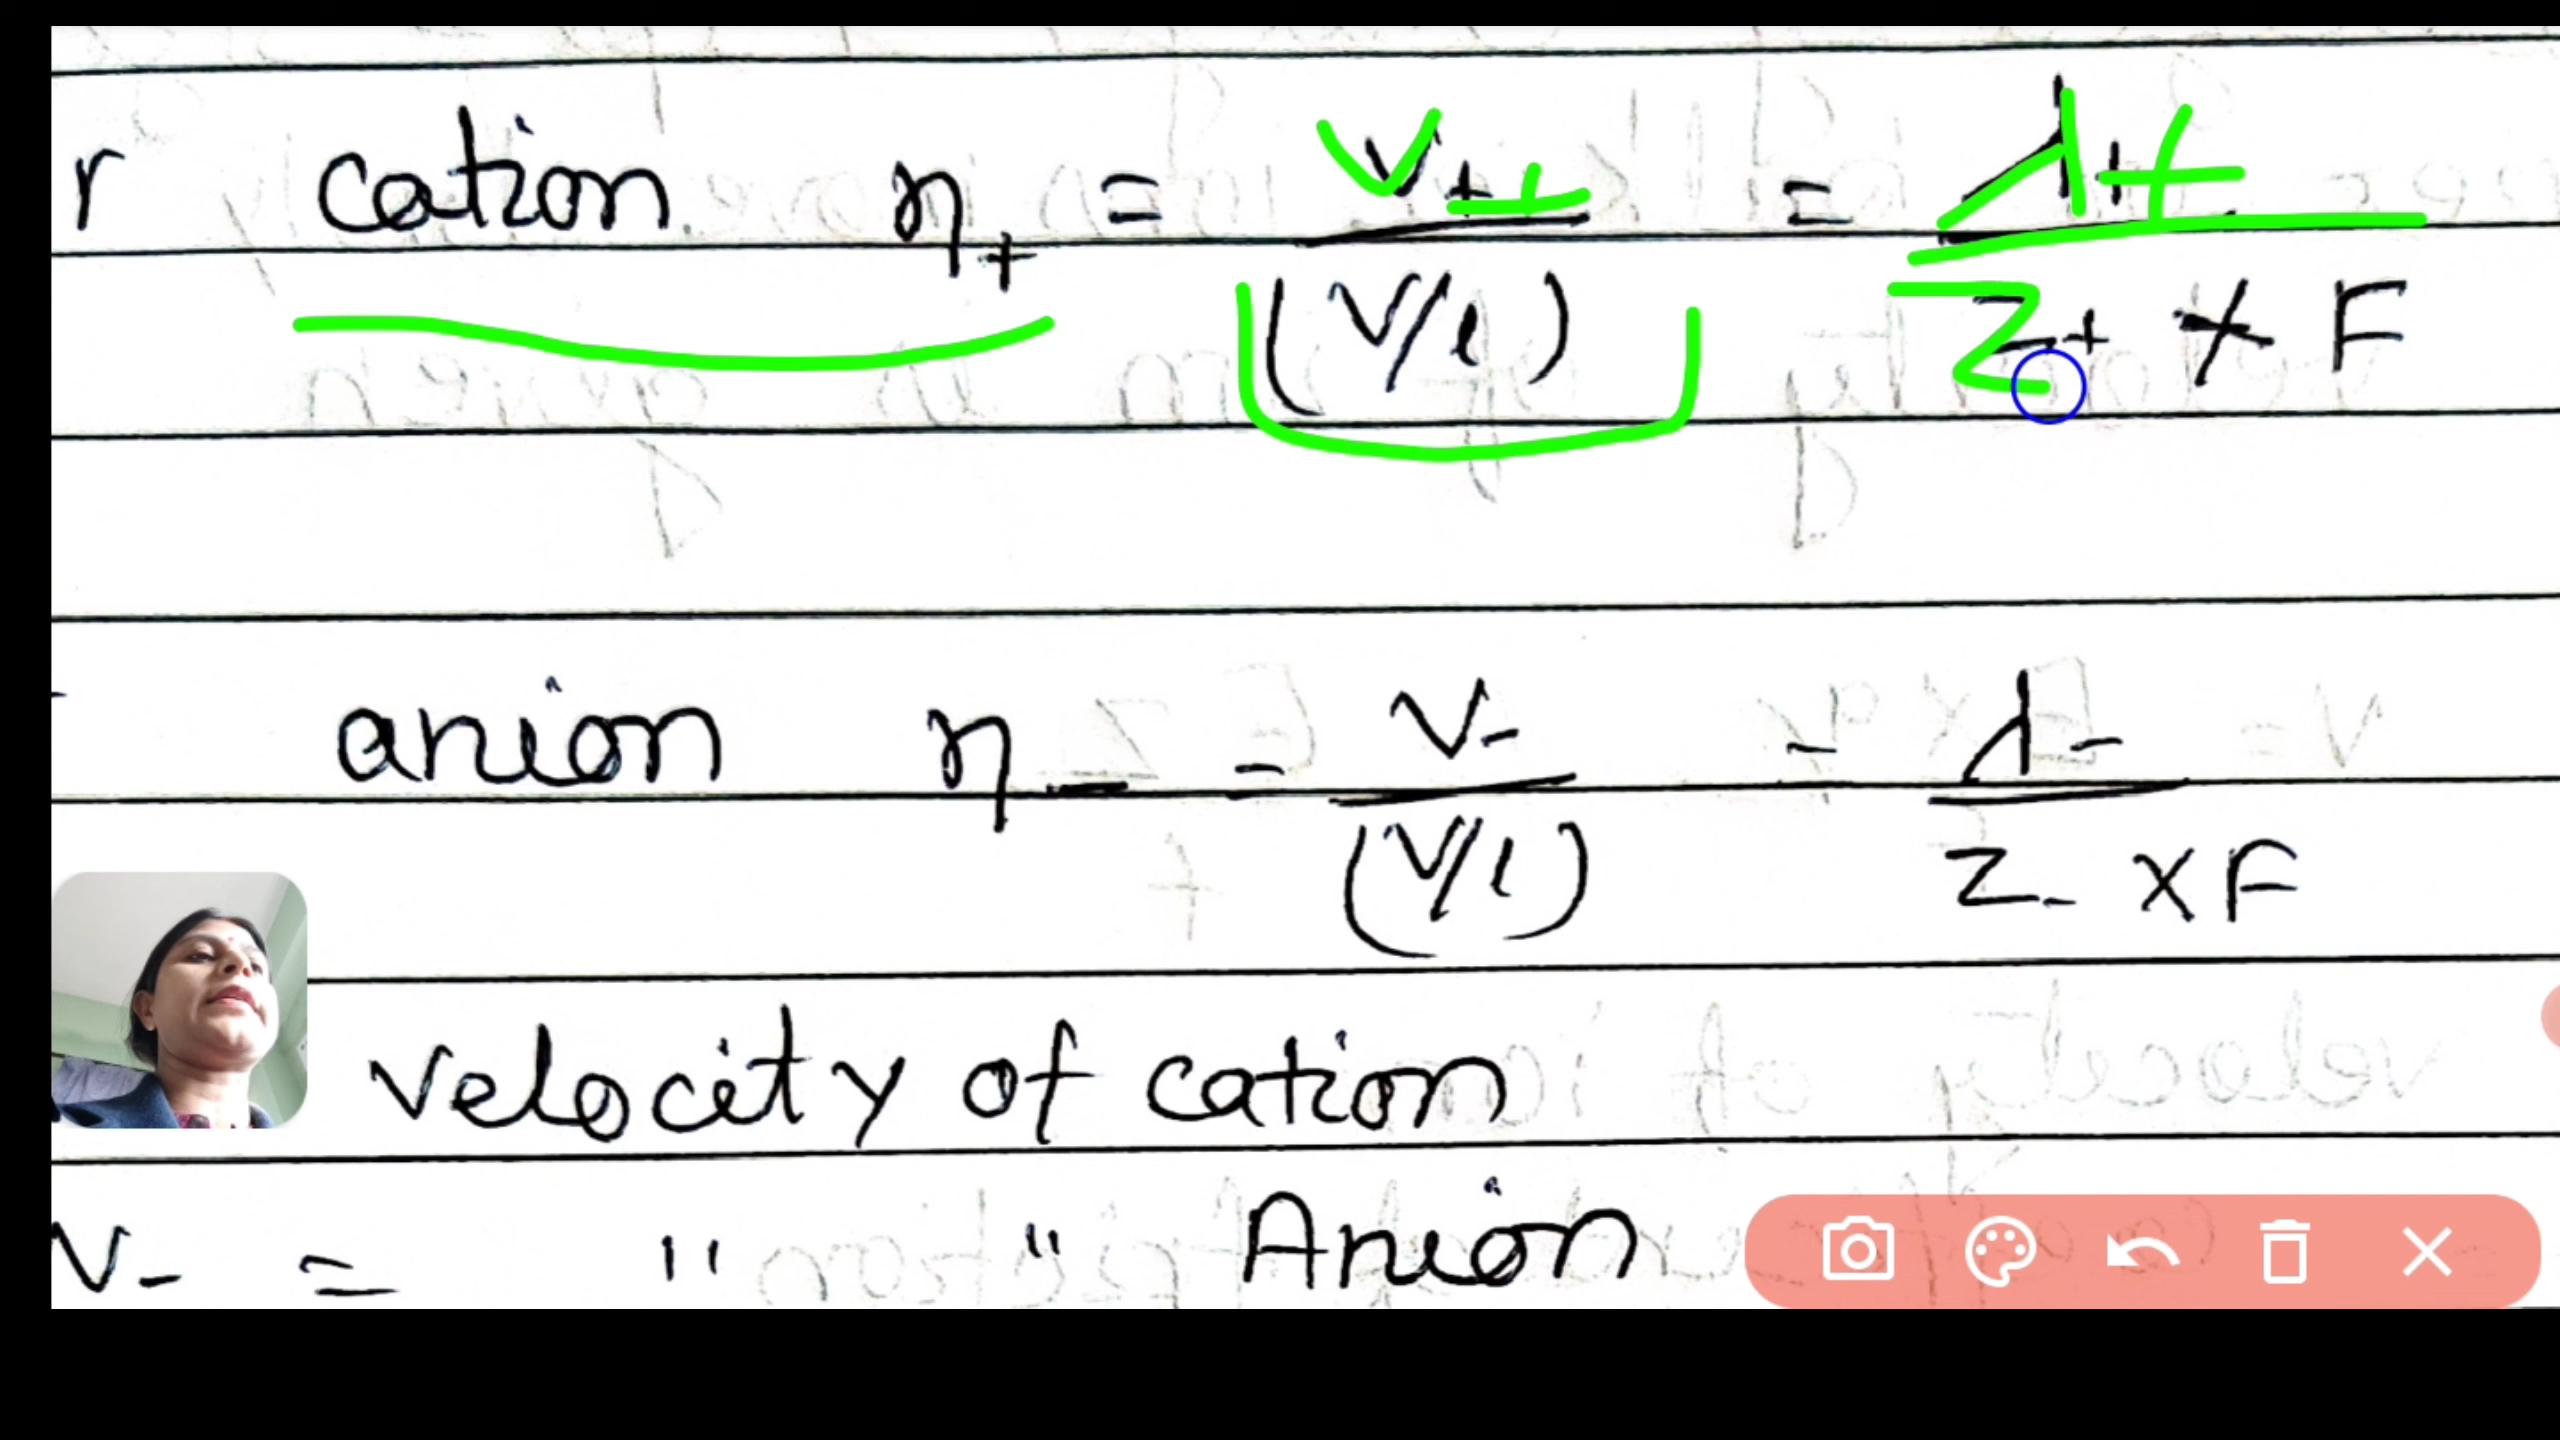 r cation η+ = V+ / (V/l) = λ+ / Z+ × F
anion η- = V- / (V/l) = λ- / Z- × F
velocity of cation
V- = " " Anion